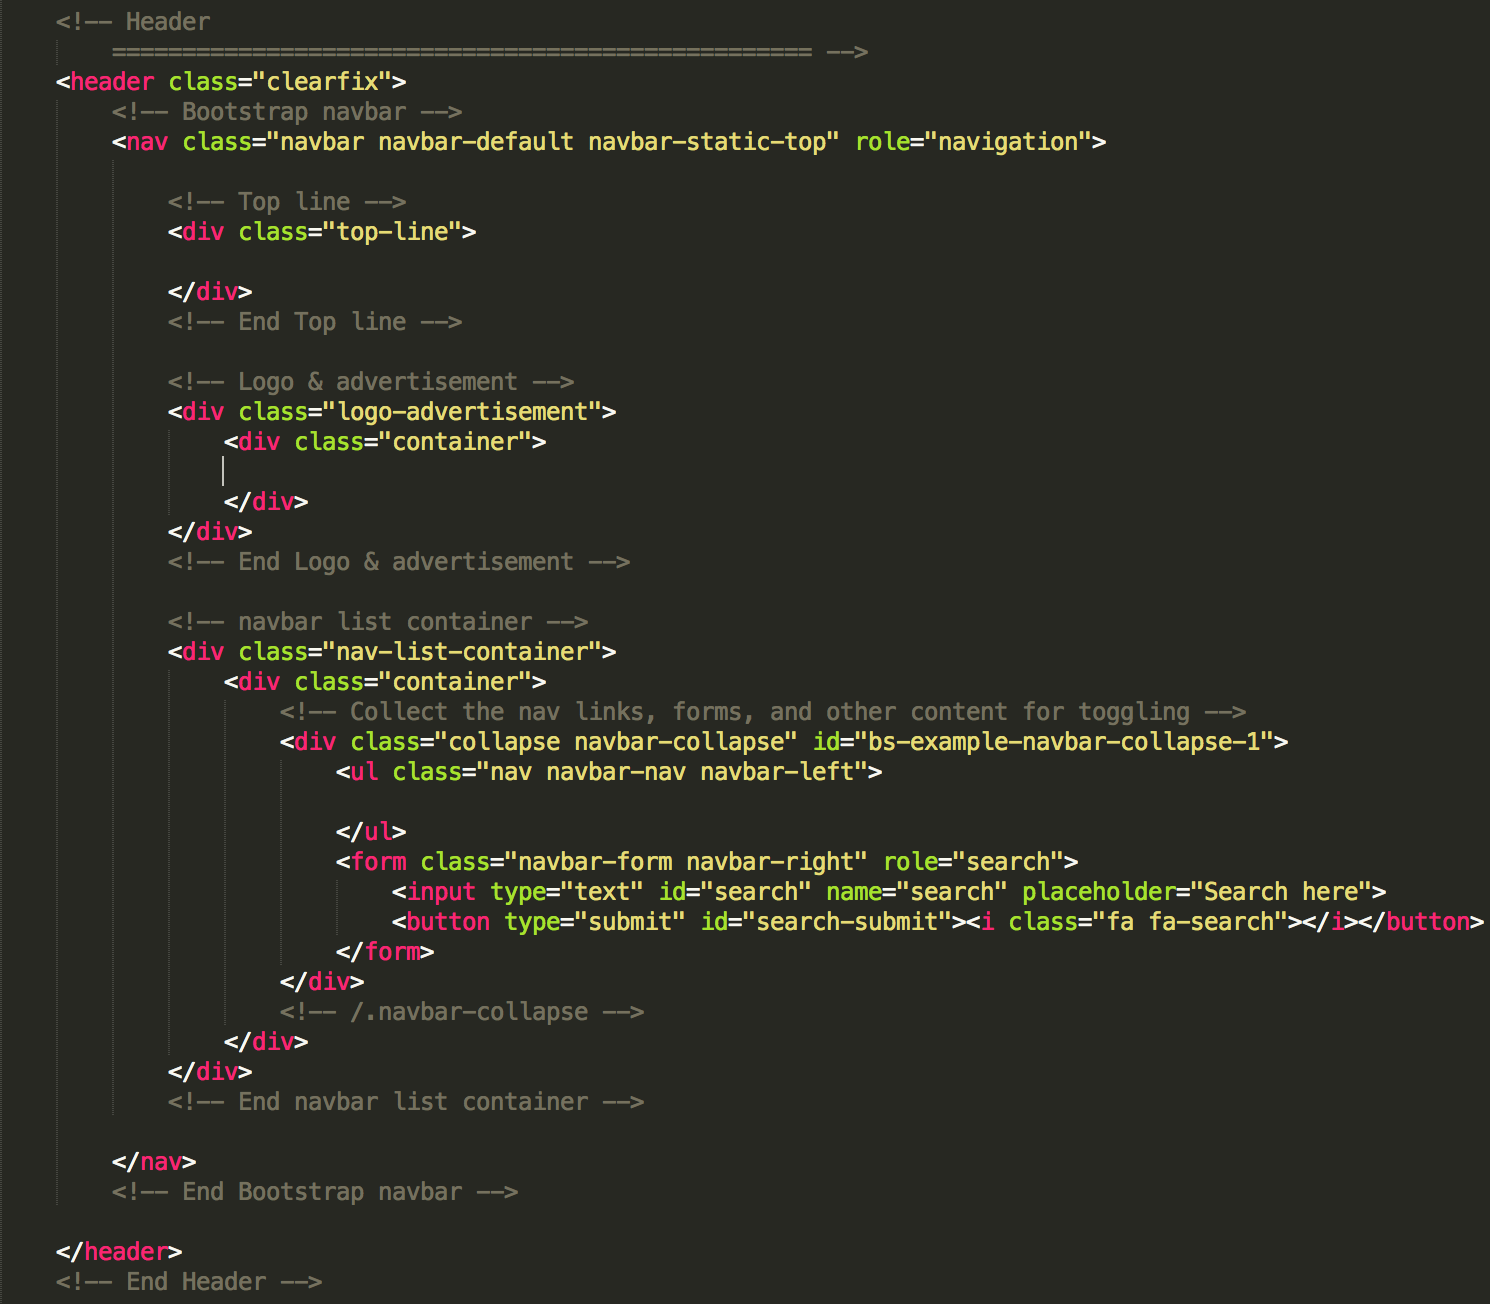 <!-- Header
================================================== -->
<header class="clearfix">
<!-- Bootstrap navbar -->
<nav class="navbar navbar-default navbar-static-top" role="navigation">
<!-- Top line -->
<div class="top-line">
</div>
<!-- End Top line -->
<!-- Logo & advertisement -->
<div class="logo-advertisement">
<div class="container">
</div>
</div>
<!-- End Logo & advertisement -->
<!-- navbar list container -->
<div class="nav-list-container">
<div class="container">
<!-- Collect the nav links, forms, and other content for toggling -->
<div class="collapse navbar-collapse" id="bs-example-navbar-collapse-1">
<ul class="nav navbar-nav navbar-left">
</ul>
<form class="navbar-form navbar-right" role="search">
<input type="text" id="search" name="search" placeholder="Search here">
<button type="submit" id="search-submit"><i class="fa fa-search"></i></button>
</form>
</div>
<!-- /.navbar-collapse -->
</div>
</div>
<!-- End navbar list container -->
</nav>
<!-- End Bootstrap navbar -->
</header>
<!-- End Header -->